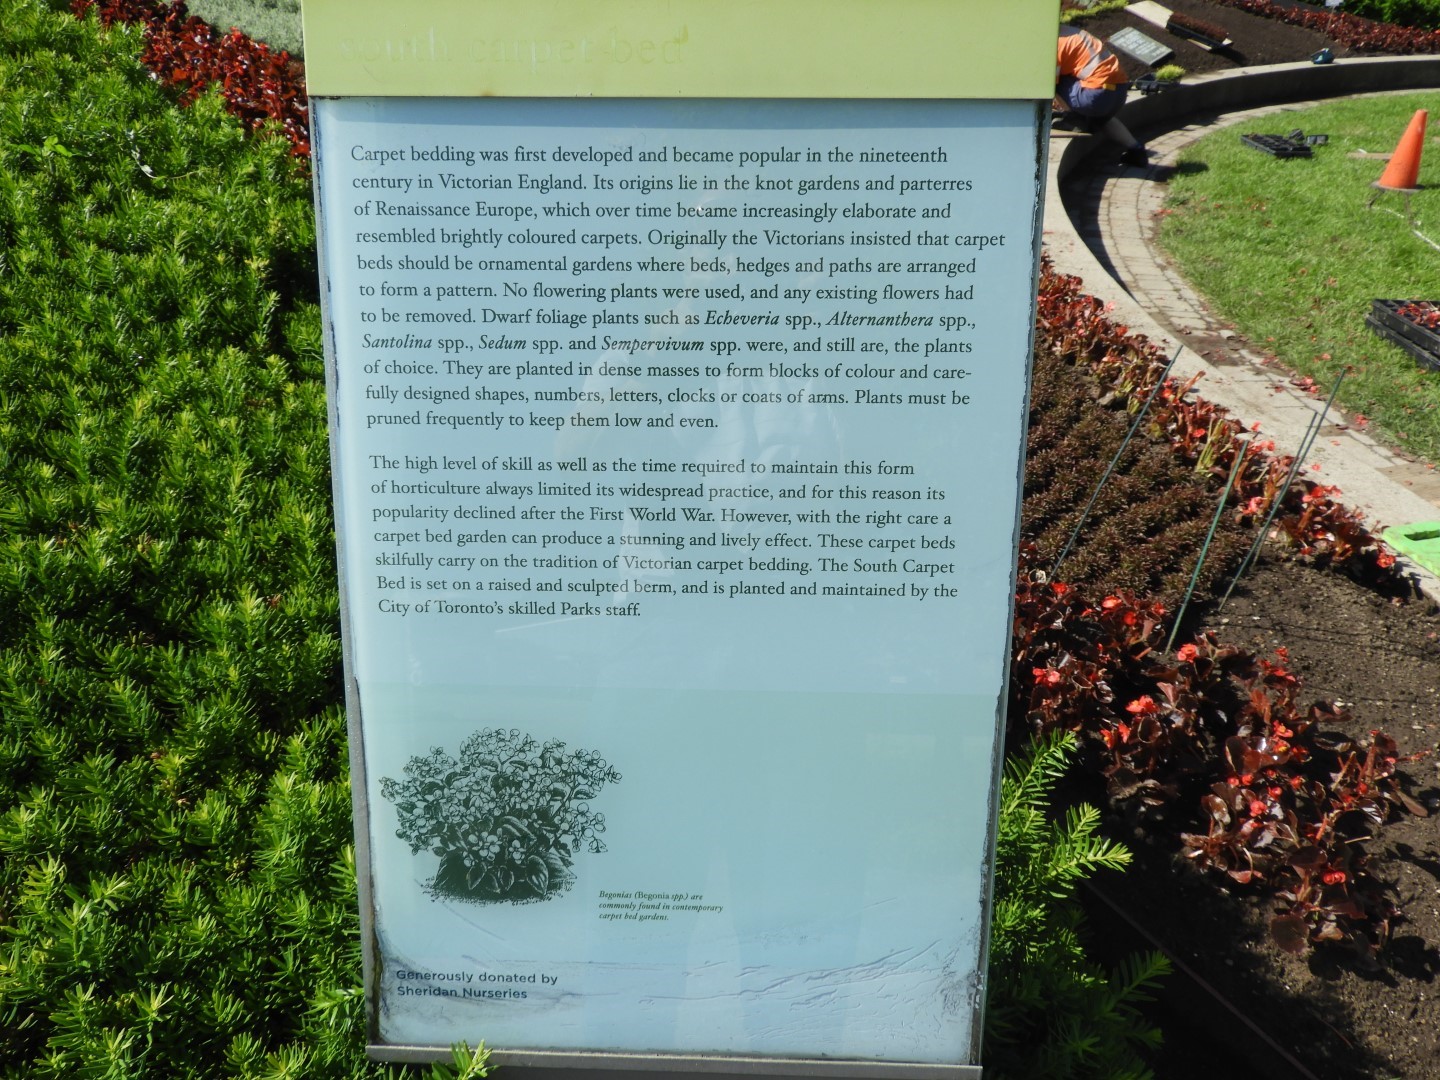 south carpet bed
Carpet bedding was first developed and became popular in the nineteenth
century in Victorian England. Its origins lie in the knot gardens and parterres
of Renaissance Europe, which over time became increasingly elaborate and
resembled brightly coloured carpets. Originally the Victorians insisted that carpet
beds should be ornamental gardens where beds, hedges and paths are arranged
to form a pattern. No flowering plants were used, and any existing flowers had
to be removed. Dwarf foliage plants such as Echeveria spp., Alternanthera spp.,
Santolina spp., Sedum spp. and Sempervivum spp. were, and still are, the plants
of choice. They are planted in dense masses to form blocks of colour and care-
fully designed shapes, numbers, letters, clocks or coats of arms. Plants must be
pruned frequently to keep them low and even.
The high level of skill as well as the time required to maintain this form
of horticulture always limited its widespread practice, and for this reason its
popularity declined after the First World War. However, with the right care a
carpet bed garden can produce a stunning and lively effect. These carpet beds
skilfully carry on the tradition of Victorian carpet bedding. The South Carpet
Bed is set on a raised and sculpted berm, and is planted and maintained by the
City of Toronto's skilled Parks staff.
Begonias (Begonia spp.) are
commonly found in contemporary
carpet bed gardens.
Generously donated by
Sheridan Nurseries